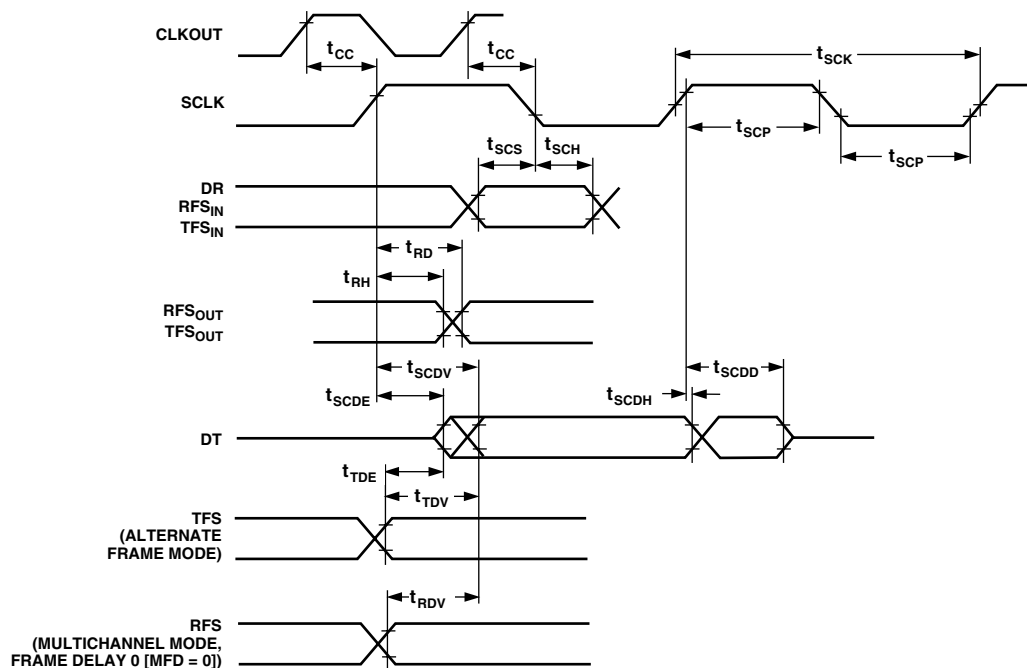 CLKOUT
tCC
tCC
tSCK
SCLK
tSCP
tSCP
tSCS
tSCH
DR
RFSIN
TFSIN
tRD
tRH
RFSOUT
TFSOUT
tSCDV
tSCDD
tSCDE
tSCDH
DT
tTDE
tTDV
TFS
(ALTERNATE
FRAME MODE)
tRDV
RFS
(MULTICHANNEL MODE,
FRAME DELAY 0 [MFD = 0])